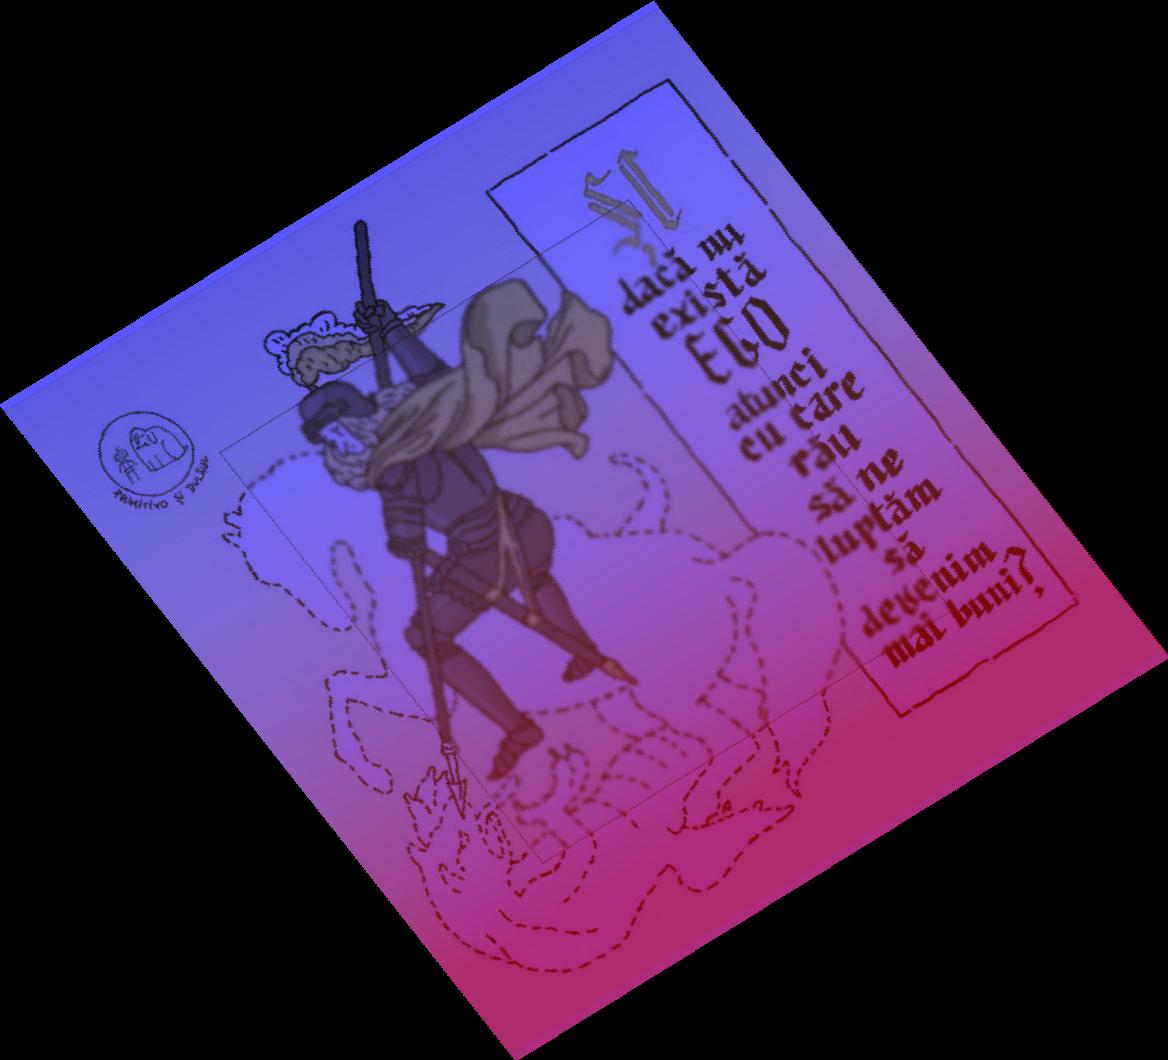 Și
dacă nu
există
EGO
atunci
cu care
rău
să ne
luptăm
să
devenim
mai buni?